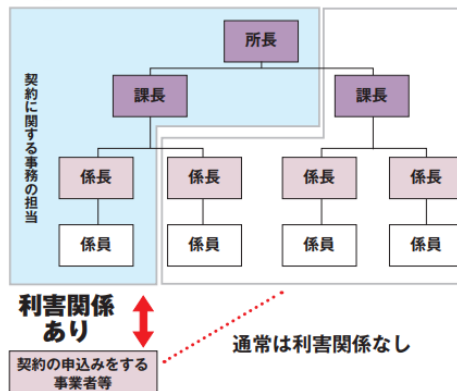 所長
課長
課長
契約に関する事務の担当
係長
係長
係長
係長
係員
係員
係員
係員
利害関係
あり
通常は利害関係なし
契約の申込みをする
事業者等